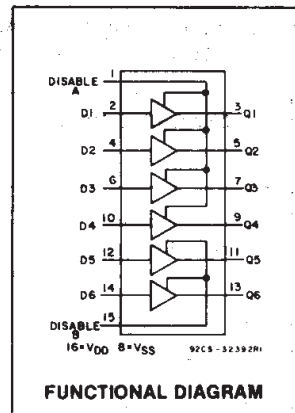 DISABLE A 1
D1 2 3 Q1
D2 4 5 Q2
D3 6 7 Q3
D4 10 9 Q4
D5 12 11 Q5
D6 14 13 Q6
DISABLE B 15
16=VDD 8=VSS 92CS-32392R1
FUNCTIONAL DIAGRAM